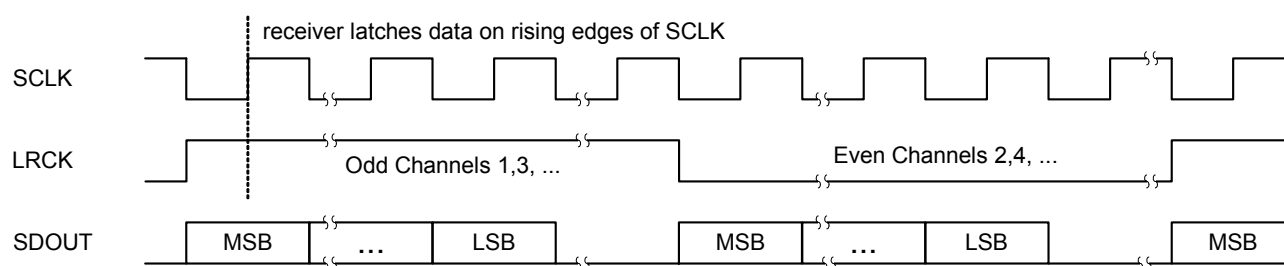 receiver latches data on rising edges of SCLK
SCLK
LRCK
Odd Channels 1,3, ...
Even Channels 2,4, ...
SDOUT
MSB
...
LSB
MSB
...
LSB
MSB